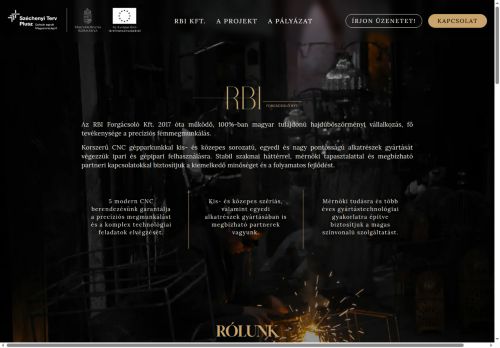 Széchenyi Terv
Plusz
RBI KFT. A PROJEKT A PÁLYÁZAT
ÍRJON ÜZENETET!
KAPCSOLAT
RBI
FORGÁCSOLÓ KFT.
Az RBI Forgácsoló Kft. 2017 óta működő, 100%-ban magyar tulajdonú hajdúböszörményi vállalkozás, fő
tevékenysége a precíziós fémmegmunkálás.
Korszerű CNC gépparkunkkal kis- és közepes sorozatú, egyedi és nagy pontosságú alkatrészek gyártását
végezzük ipari és gépipari felhasználásra. Stabil szakmai háttérrel, mérnöki tapasztalattal és megbízható
partneri kapcsolatokkal biztosítjuk a kiemelkedő minőséget és a folyamatos fejlődést.
5 modern CNC
berendezésünk garantálja
a precíziós megmunkálást
és a komplex technológiai
feladatok elvégzését.
Kis- és közepes szériás,
valamint egyedi
alkatrészek gyártásában is
megbízható partnerek
vagyunk.
Mérnöki tudásra és több
éves gyártástechnológiai
gyakorlatra építve
biztosítjuk a magas
színvonalú szolgáltatást.
RÓLUNK